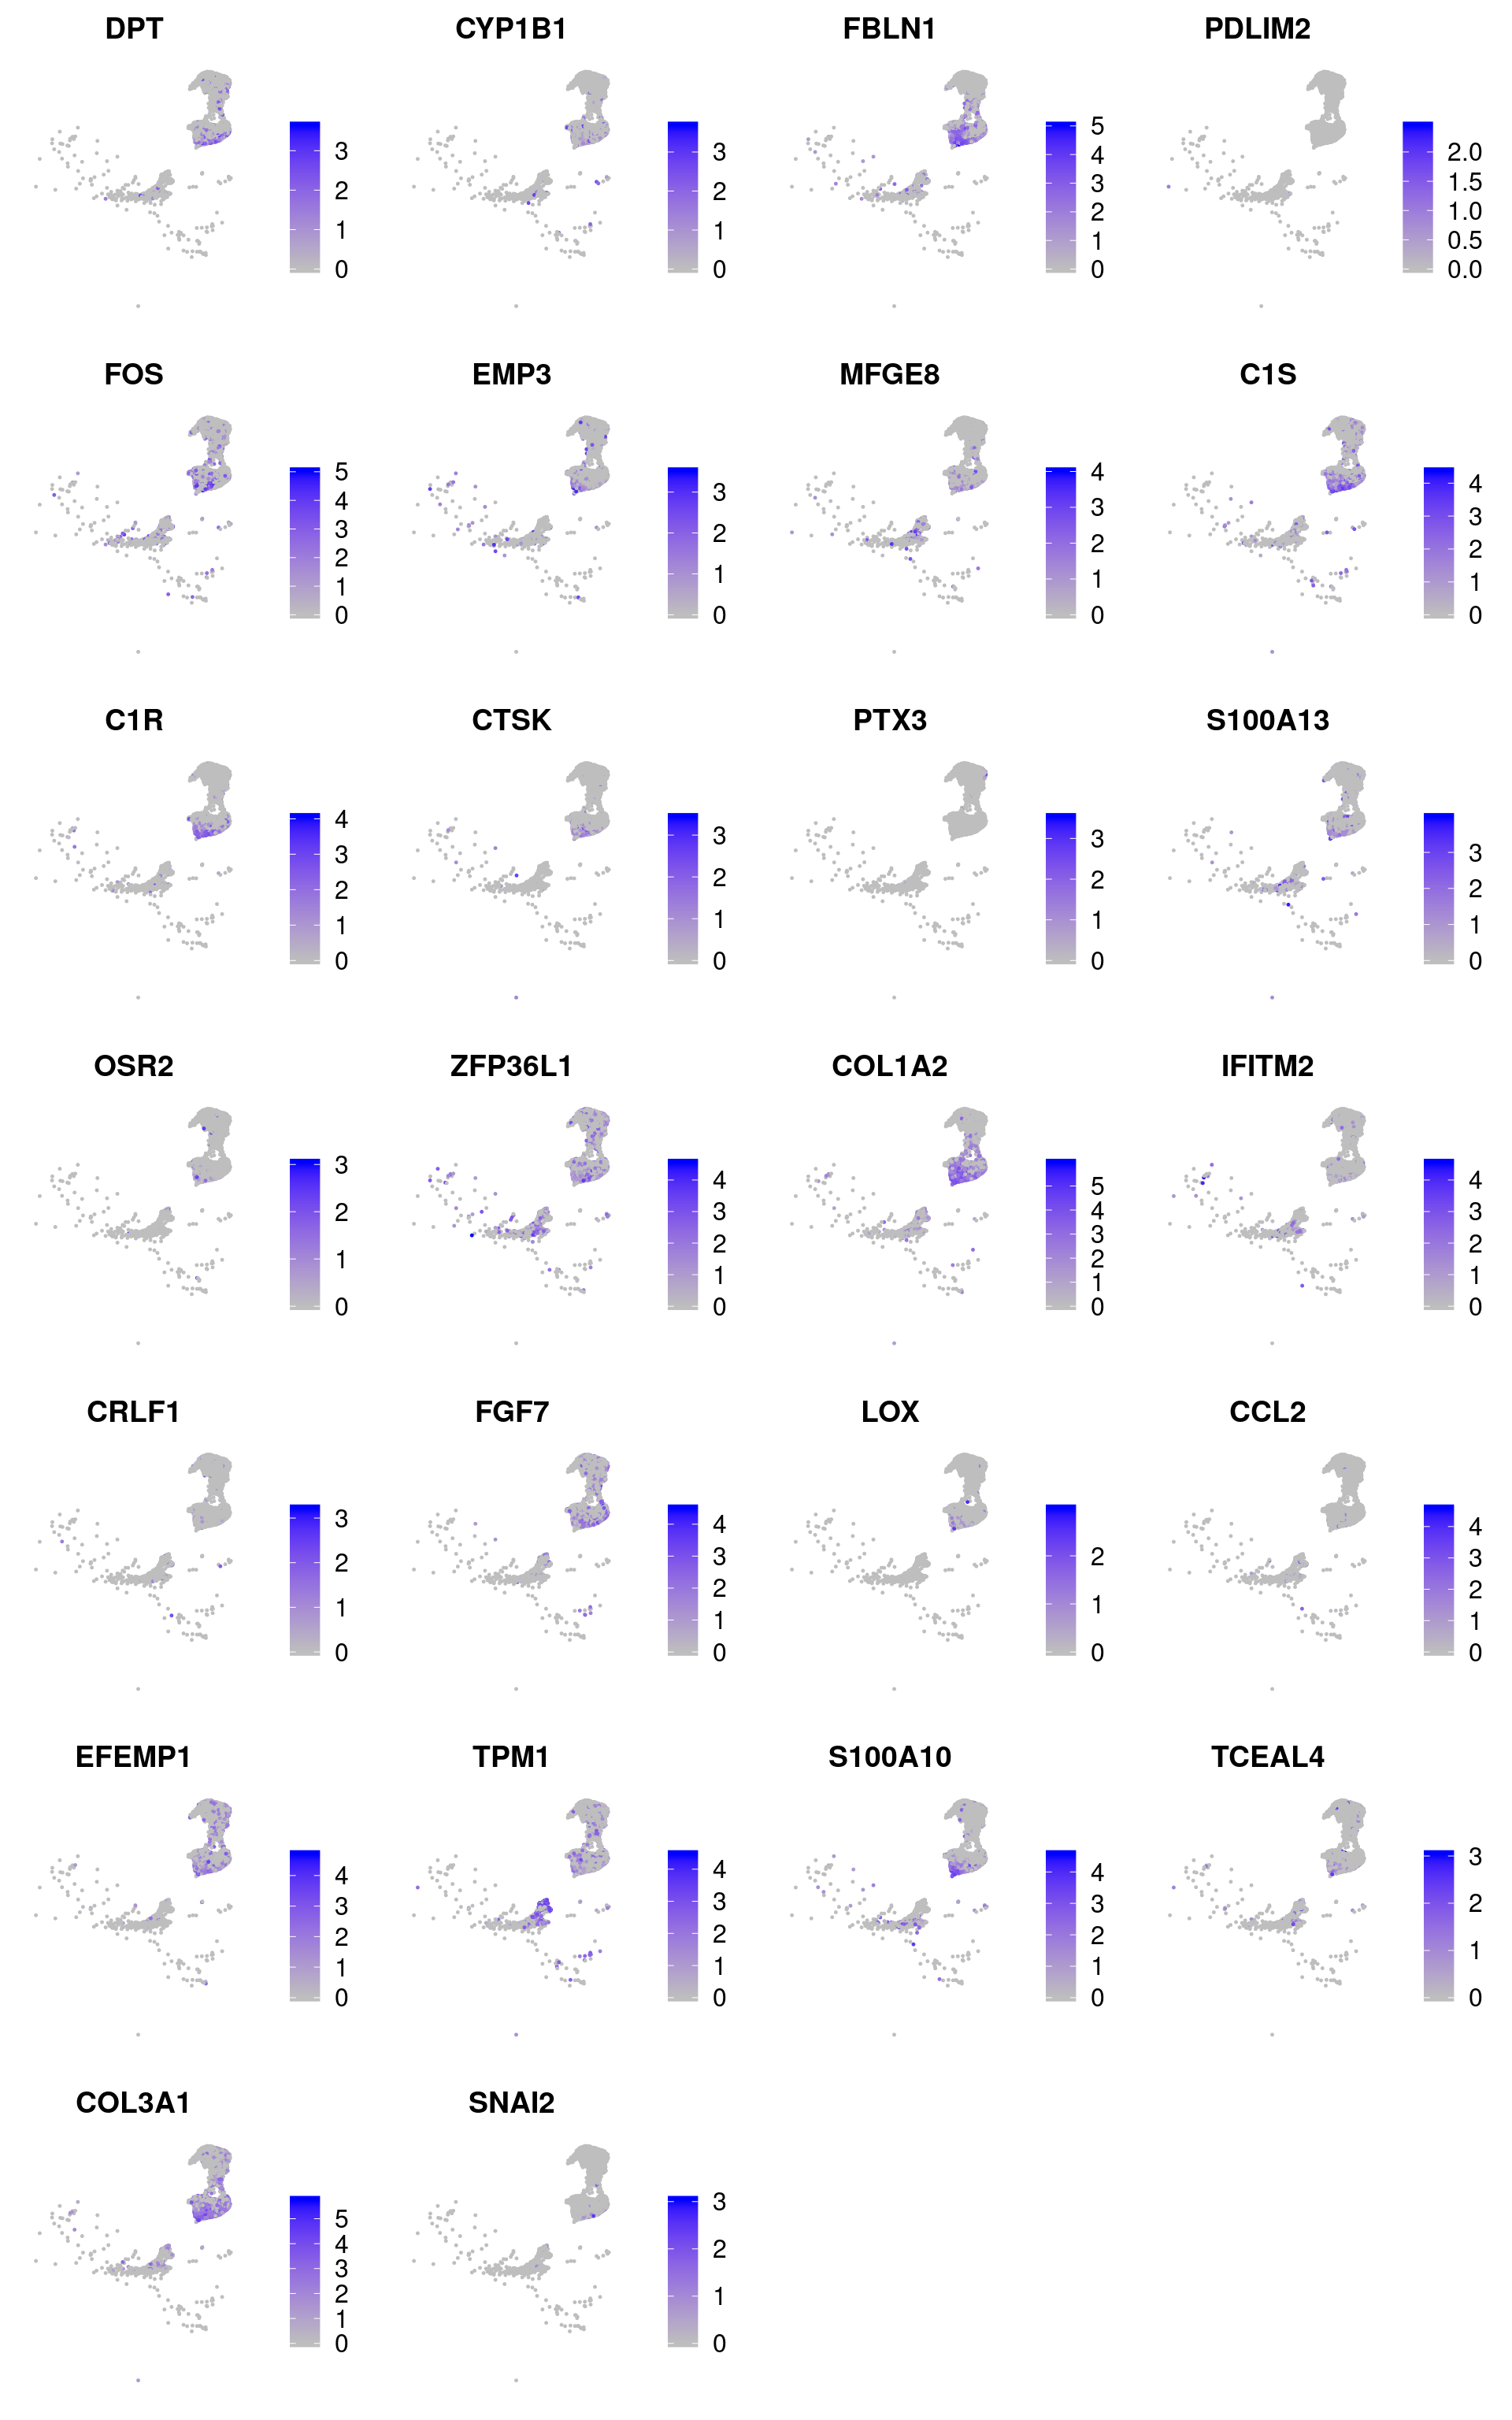 DPT CYP1B1 FBLN1 PDLIM2
3 2 1 0
3 2 1 0
5 4 3 2 1 0
2.0 1.5 1.0 0.5 0.0
FOS EMP3 MFGE8 C1S
5 4 3 2 1 0
3 2 1 0
4 3 2 1 0
4 3 2 1 0
C1R CTSK PTX3 S100A13
4 3 2 1 0
3 2 1 0
3 2 1 0
3 2 1 0
OSR2 ZFP36L1 COL1A2 IFITM2
3 2 1 0
4 3 2 1 0
5 4 3 2 1 0
4 3 2 1 0
CRLF1 FGF7 LOX CCL2
3 2 1 0
4 3 2 1 0
2 1 0
4 3 2 1 0
EFEMP1 TPM1 S100A10 TCEAL4
4 3 2 1 0
4 3 2 1 0
4 3 2 1 0
3 2 1 0
COL3A1 SNAI2
5 4 3 2 1 0
3 2 1 0